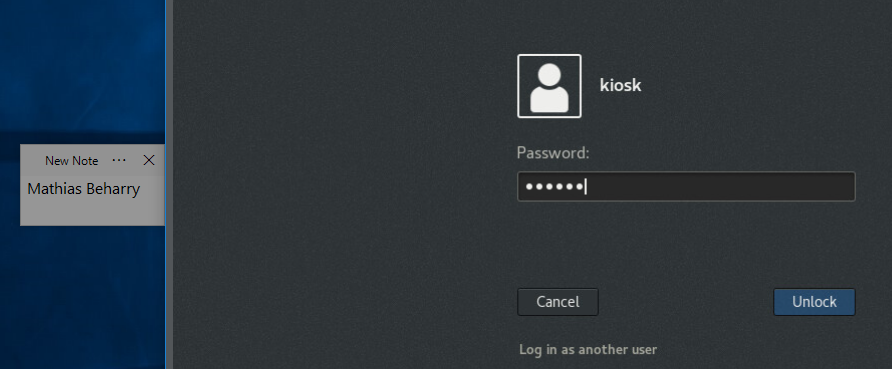 New Note ··· ×
Mathias Beharry
kiosk
Password:
••••••
Cancel
Unlock
Log in as another user